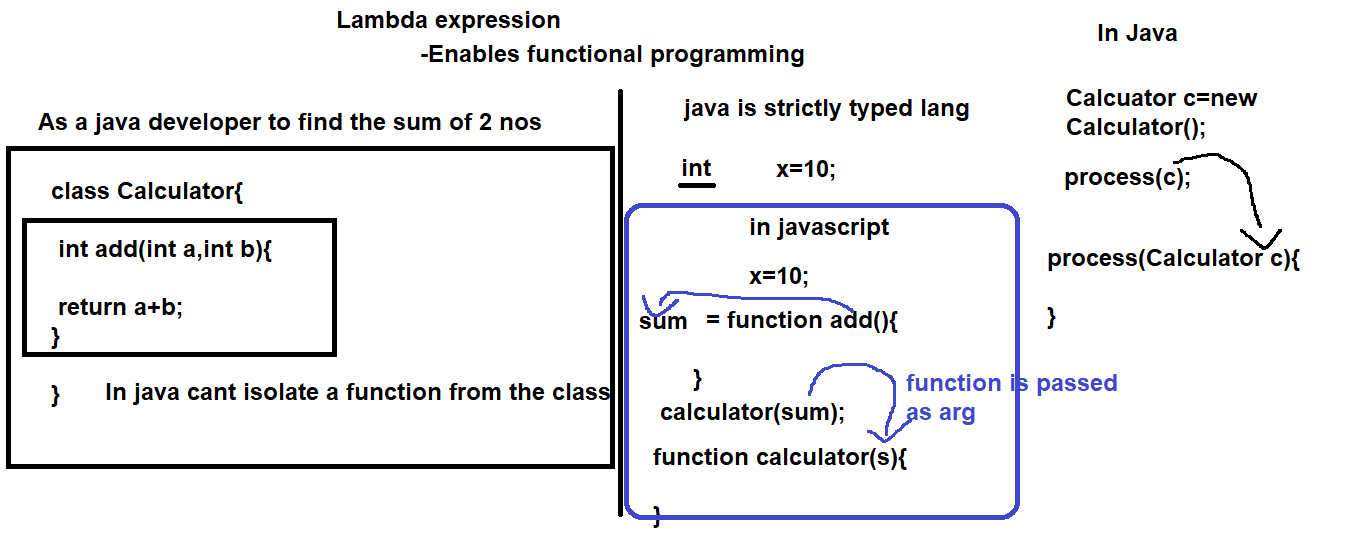 Lambda expression
-Enables functional programming
As a java developer to find the sum of 2 nos
class Calculator{
int add(int a,int b){
return a+b;
}
} In java cant isolate a function from the class
java is strictly typed lang
int x=10;
in javascript
x=10;
sum = function add(){
}
calculator(sum);
function is passed
as arg
function calculator(s){
}
In Java
Calcuator c=new
Calculator();
process(c);
process(Calculator c){
}